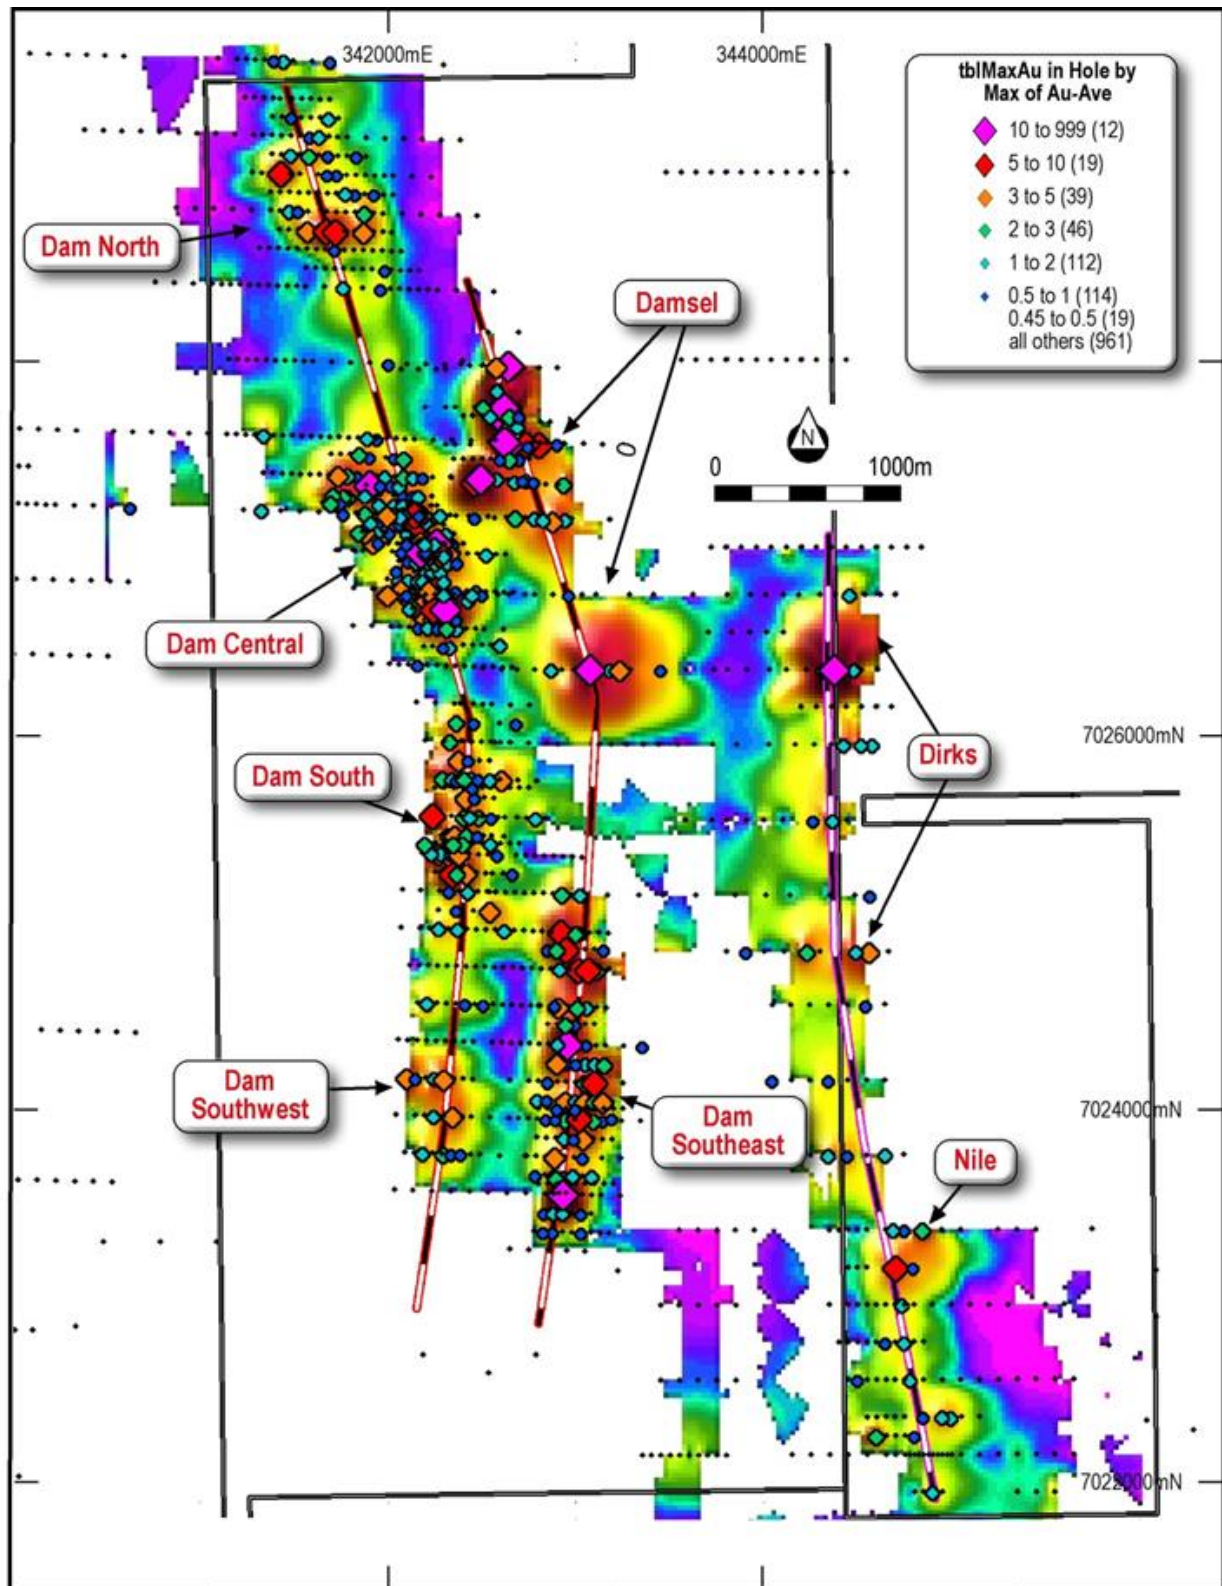 342000mE
344000mE
tblMaxAu in Hole by
Max of Au-Ave
10 to 999 (12)
5 to 10 (19)
3 to 5 (39)
2 to 3 (46)
1 to 2 (112)
0.5 to 1 (114)
0.45 to 0.5 (19)
all others (961)
Dam North
Damsel
N
0
0
1000m
Dam Central
7026000mN
Dirks
Dam South
Dam
Southwest
Dam
Southeast
7024000mN
Nile
7022000mN